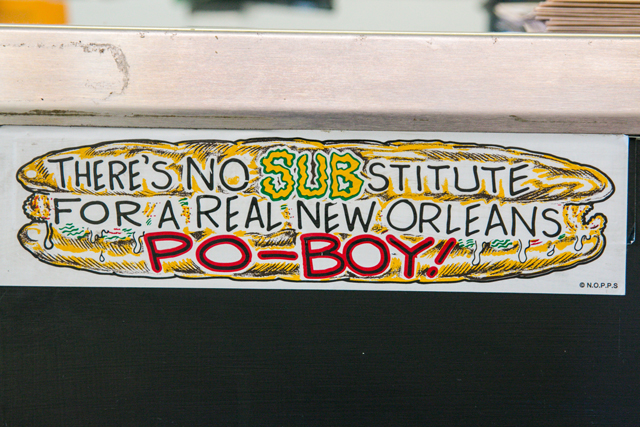 THERE'S NO SUBSTITUTE
FOR A REAL NEW ORLEANS
PO-BOY!
© N.O.P.P.S